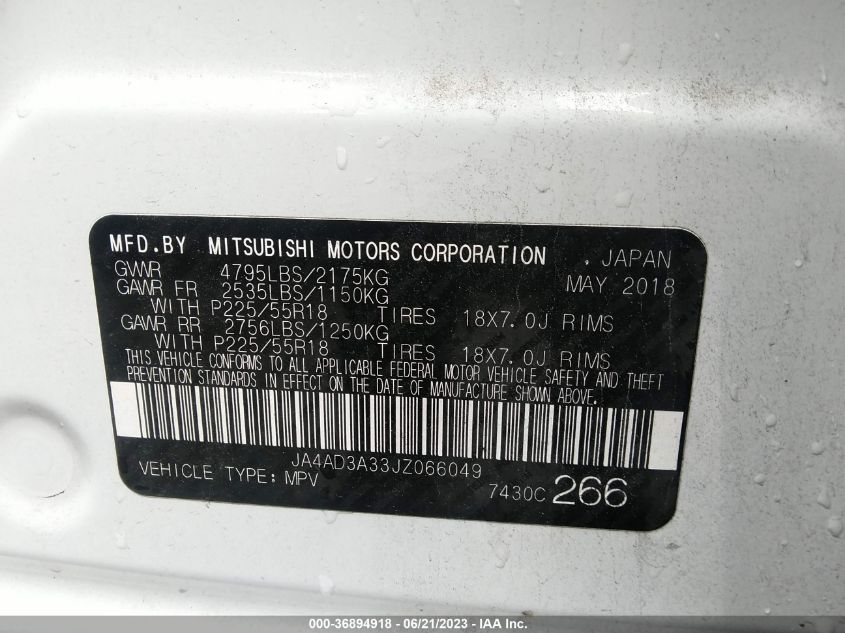 MFD.BY MITSUBISHI MOTORS CORPORATION , JAPAN
GVWR 4795LBS/2175KG MAY 2018
GAWR FR 2535LBS/1150KG
WITH P225/55R18 TIRES 18X7.0J RIMS
GAWR RR 2756LBS/1250KG
WITH P225/55R18 TIRES 18X7.0J RIMS
THIS VEHICLE CONFORMS TO ALL APPLICABLE FEDERAL MOTOR VEHICLE SAFETY AND THEFT
PREVENTION STANDARDS IN EFFECT ON THE DATE OF MANUFACTURE SHOWN ABOVE.
JA4AD3A33JZ066049
VEHICLE TYPE: MPV 7430C 266
000-36894918 - 06/21/2023 - IAAI.com